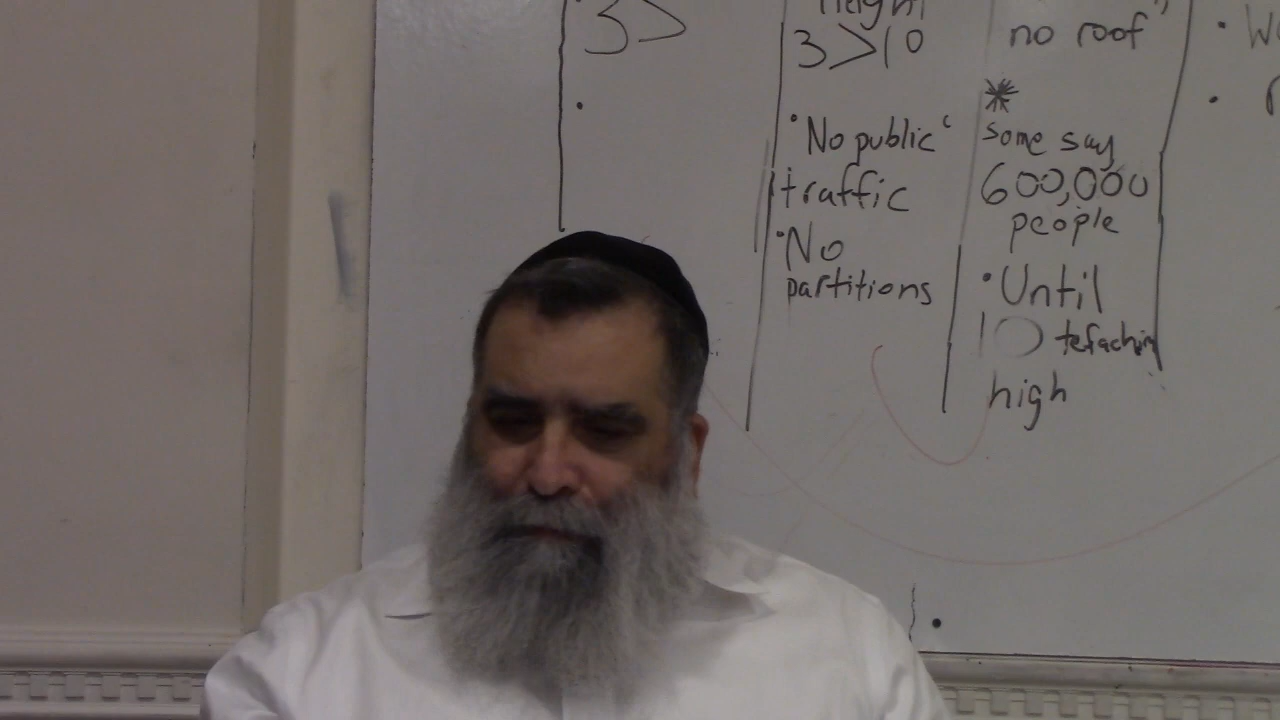 3>
3>10
• No public
traffic
• No
partitions
no roof"
*
some say
600,000
people
• Until
10 tefachim
high